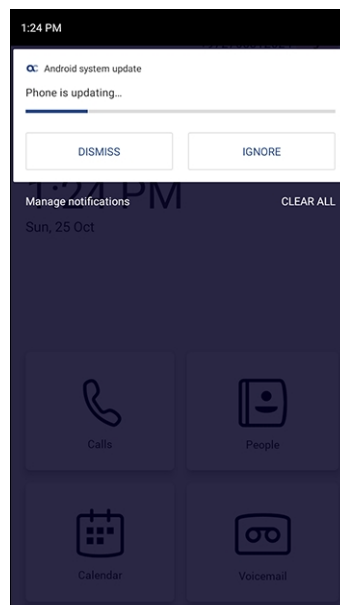 1:24 PM
Android system update
Phone is updating...
DISMISS
IGNORE
1:24 PM
Manage notifications
CLEAR ALL
Sun, 25 Oct
Calls
People
Calendar
Voicemail